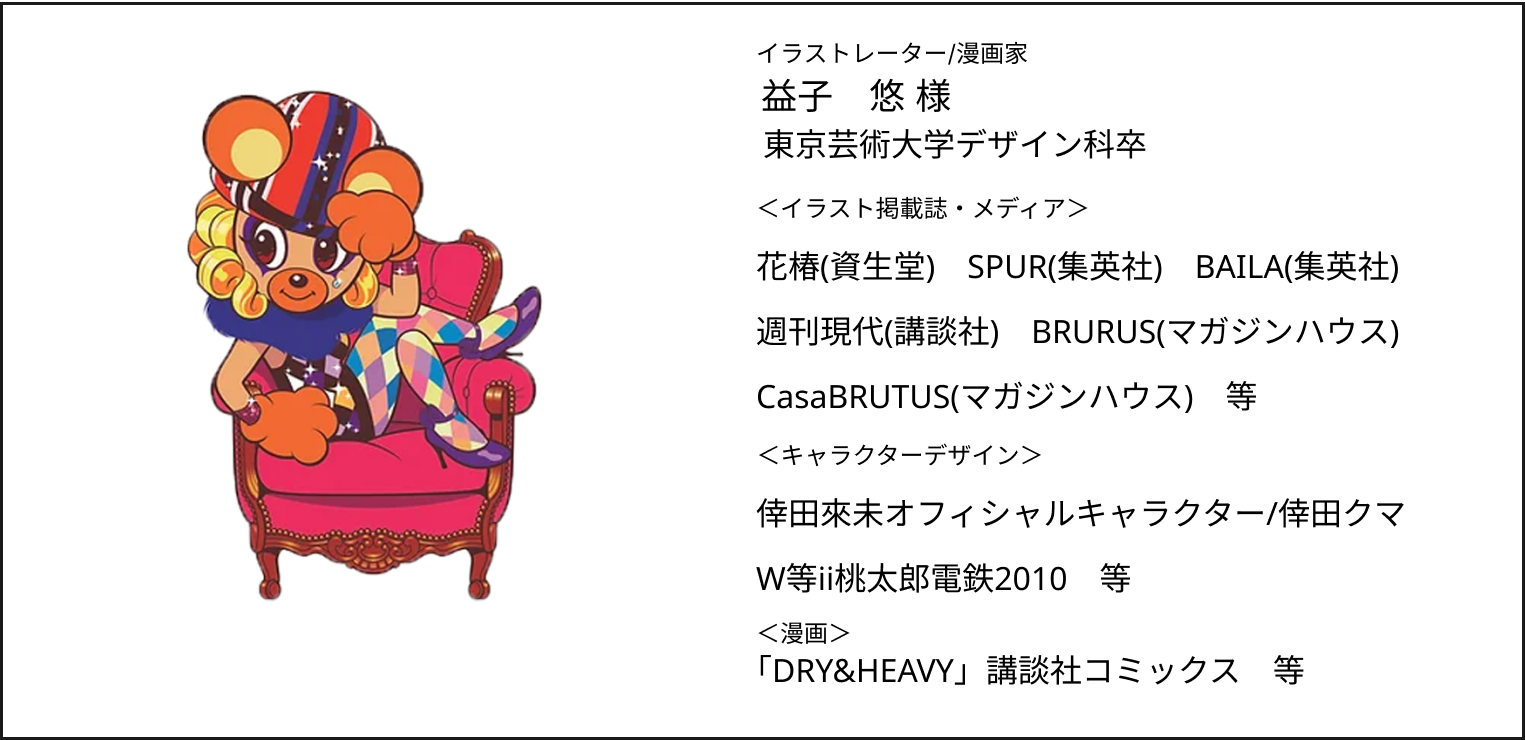 イラストレーター/漫画家
益子　悠 様
東京芸術大学デザイン科卒
＜イラスト掲載誌・メディア＞
花椿(資生堂)　SPUR(集英社)　BAILA(集英社)
週刊現代(講談社)　BRURUS(マガジンハウス)
CasaBRUTUS(マガジンハウス)　等
＜キャラクターデザイン＞
倖田來未オフィシャルキャラクター/倖田クマ
W等ii桃太郎電鉄2010　等
＜漫画＞
「DRY&HEAVY」講談社コミックス　等